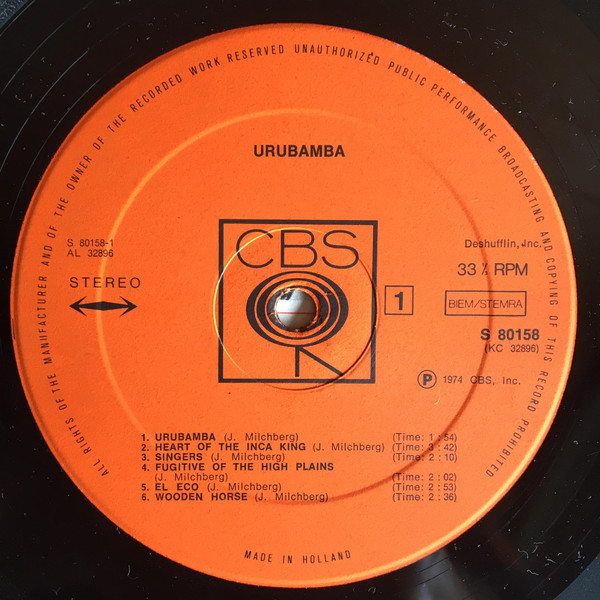 ALL RIGHTS OF THE MANUFACTURER AND OF THE OWNER OF THE RECORDED WORK RESERVED UNAUTHORIZED PUBLIC PERFORMANCE BROADCASTING AND COPYING OF THIS RECORD PROHIBITED
URUBAMBA
CBS
S 80158-1
AL 32896
STEREO
1
Deshufflin, Inc.
33 ⅓ RPM
BIEM/STEMRA
S 80158
(KC 32896)
Ⓟ 1974 CBS, Inc.
1. URUBAMBA (J. Milchberg) (Time: 1:54)
2. HEART OF THE INCA KING (J. Milchberg) (Time: 3:42)
3. SINGERS (J. Milchberg) (Time: 2:10)
4. FUGITIVE OF THE HIGH PLAINS
(J. Milchberg) (Time: 2:02)
5. EL ECO (J. Milchberg) (Time: 2:53)
6. WOODEN HORSE (J. Milchberg) (Time: 2:36)
MADE IN HOLLAND